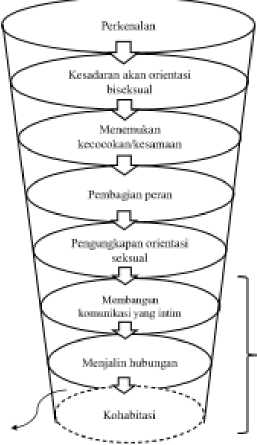 Perkenalan
Kesadaran akan orientasi
biseksual
Menemukan
kecocokan/kesamaan
Pembagian peran
Pengungkapan orientasi
seksual
Membangun
komunikasi yang intim
Menjalin hubungan
Kohabitasi